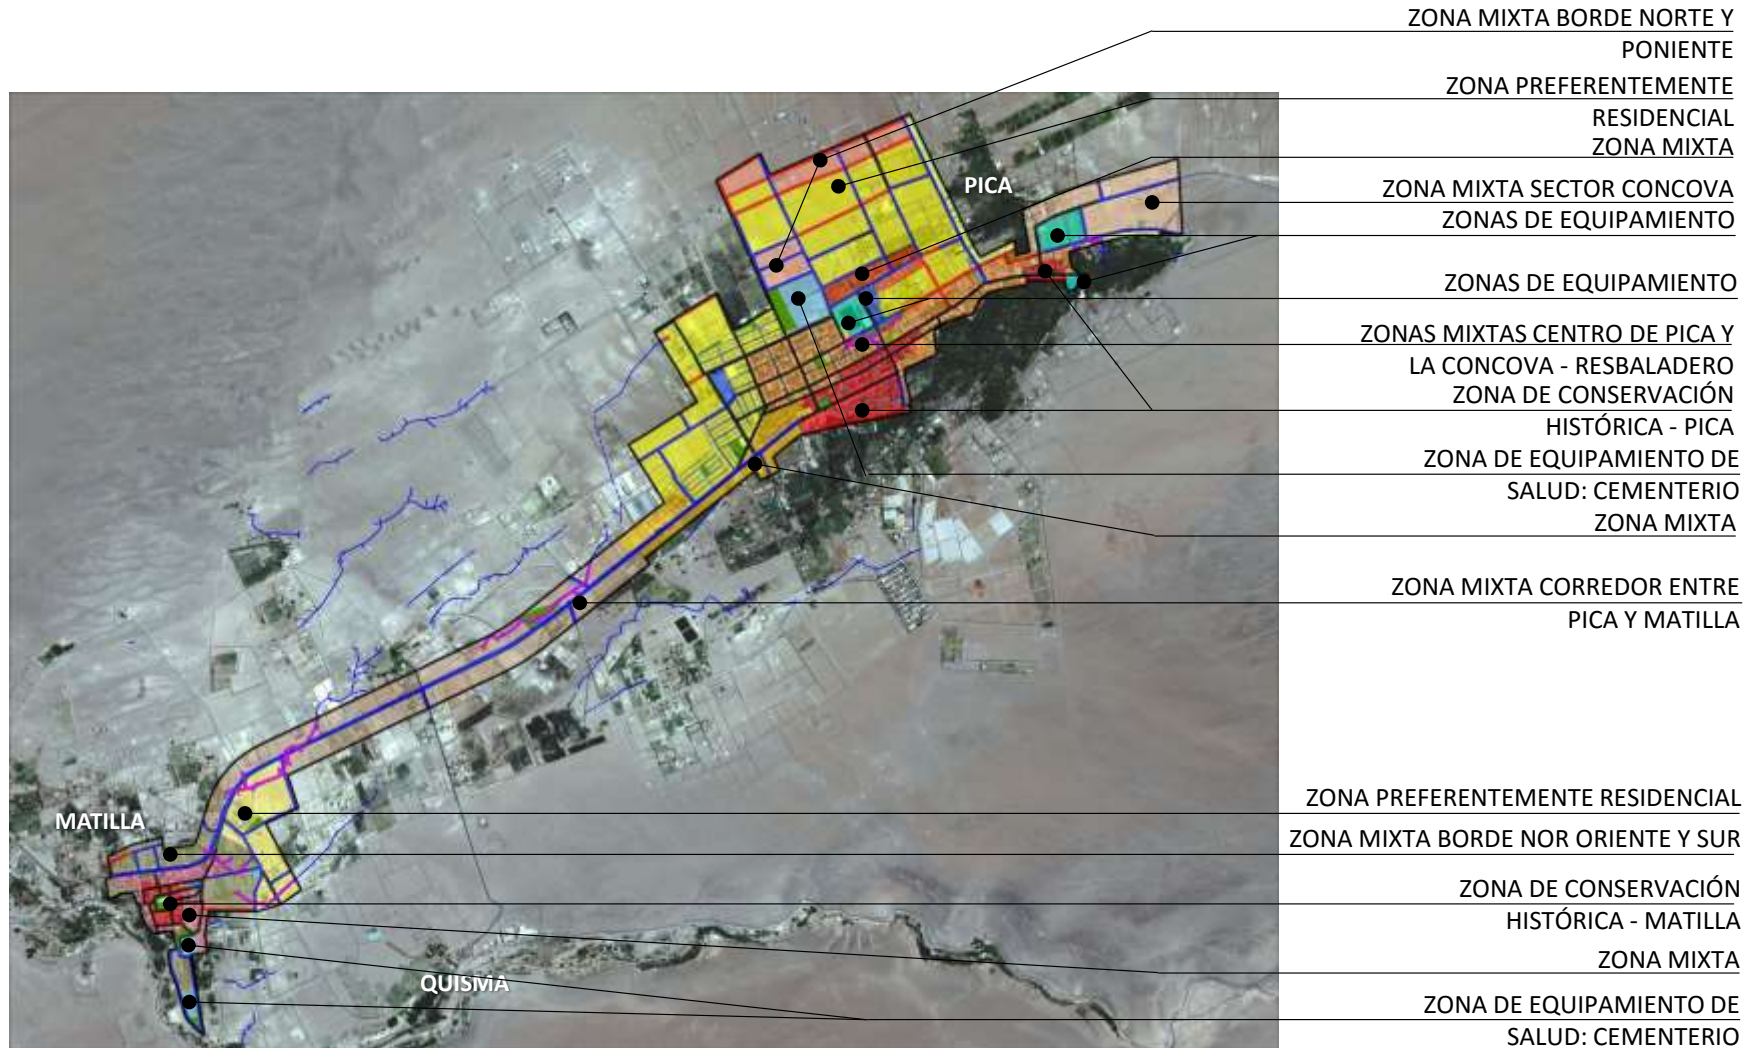 ZONA MIXTA BORDE NORTE Y
PONIENTE
ZONA PREFERENTEMENTE
RESIDENCIAL
ZONA MIXTA
PICA
ZONA MIXTA SECTOR CONCOVA
ZONAS DE EQUIPAMIENTO
ZONAS DE EQUIPAMIENTO
ZONAS MIXTAS CENTRO DE PICA Y
LA CONCOVA - RESBALADERO
ZONA DE CONSERVACIÓN
HISTÓRICA - PICA
ZONA DE EQUIPAMIENTO DE
SALUD: CEMENTERIO
ZONA MIXTA
ZONA MIXTA CORREDOR ENTRE
PICA Y MATILLA
ZONA PREFERENTEMENTE RESIDENCIAL
MATILLA
ZONA MIXTA BORDE NOR ORIENTE Y SUR
ZONA DE CONSERVACIÓN
HISTÓRICA - MATILLA
ZONA MIXTA
QUISMA
ZONA DE EQUIPAMIENTO DE
SALUD: CEMENTERIO